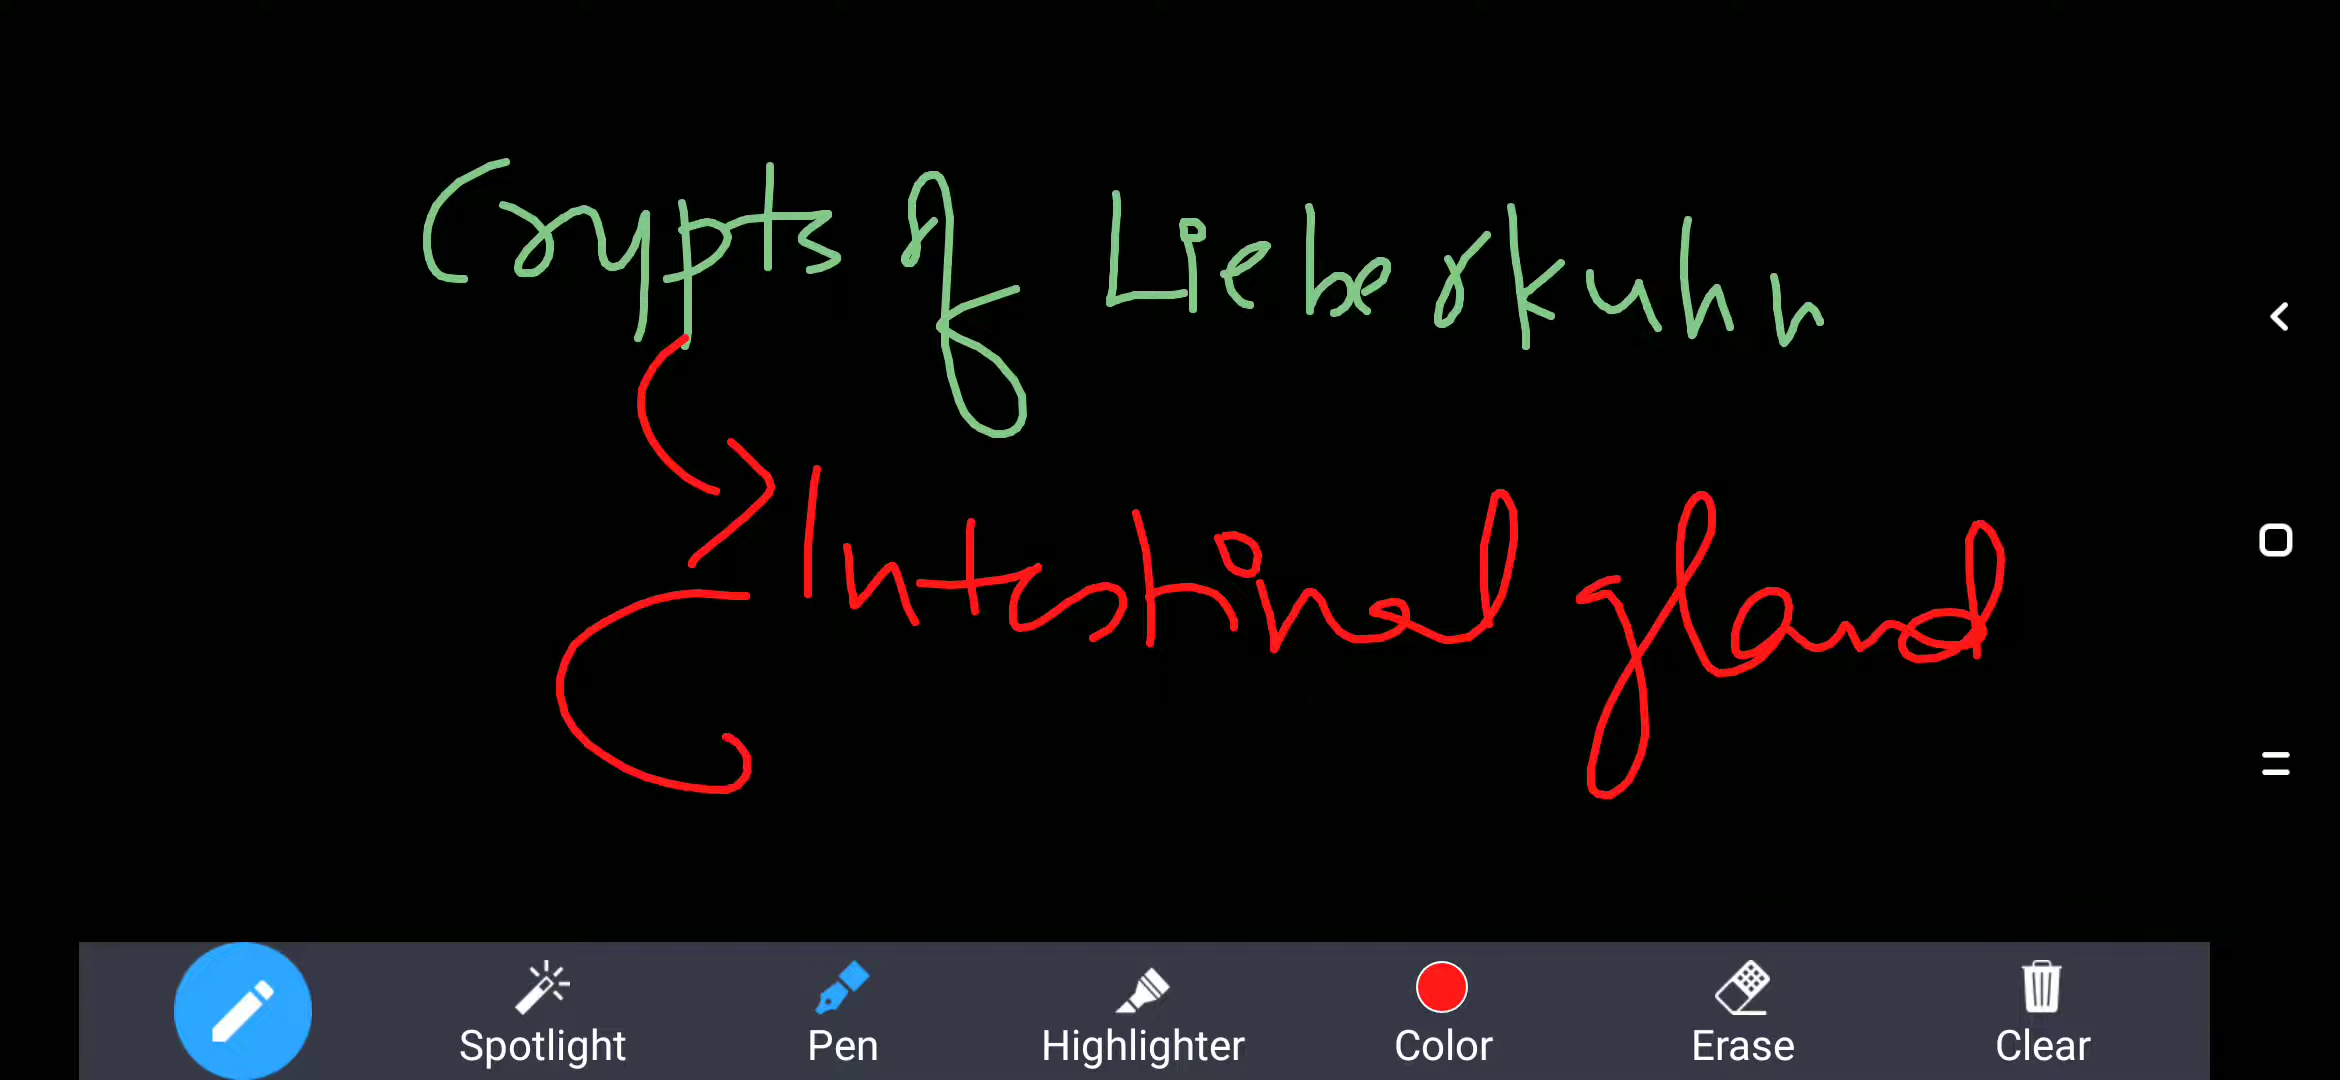 Crypts of Lieberkuhn
Intestinal gland
Spotlight Pen Highlighter Color Erase Clear